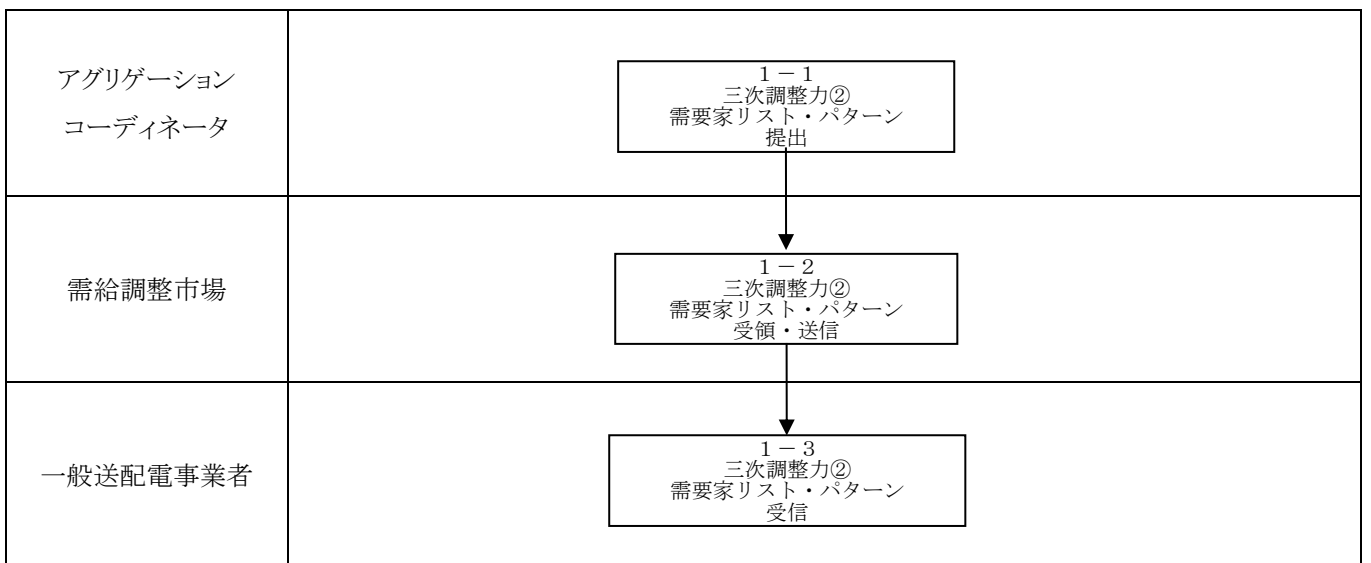 アグリゲーション
コーディネータ
１－１
三次調整力②
需要家リスト・パターン
提出
需給調整市場
１－２
三次調整力②
需要家リスト・パターン
受領・送信
一般送配電事業者
１－３
三次調整力②
需要家リスト・パターン
受信